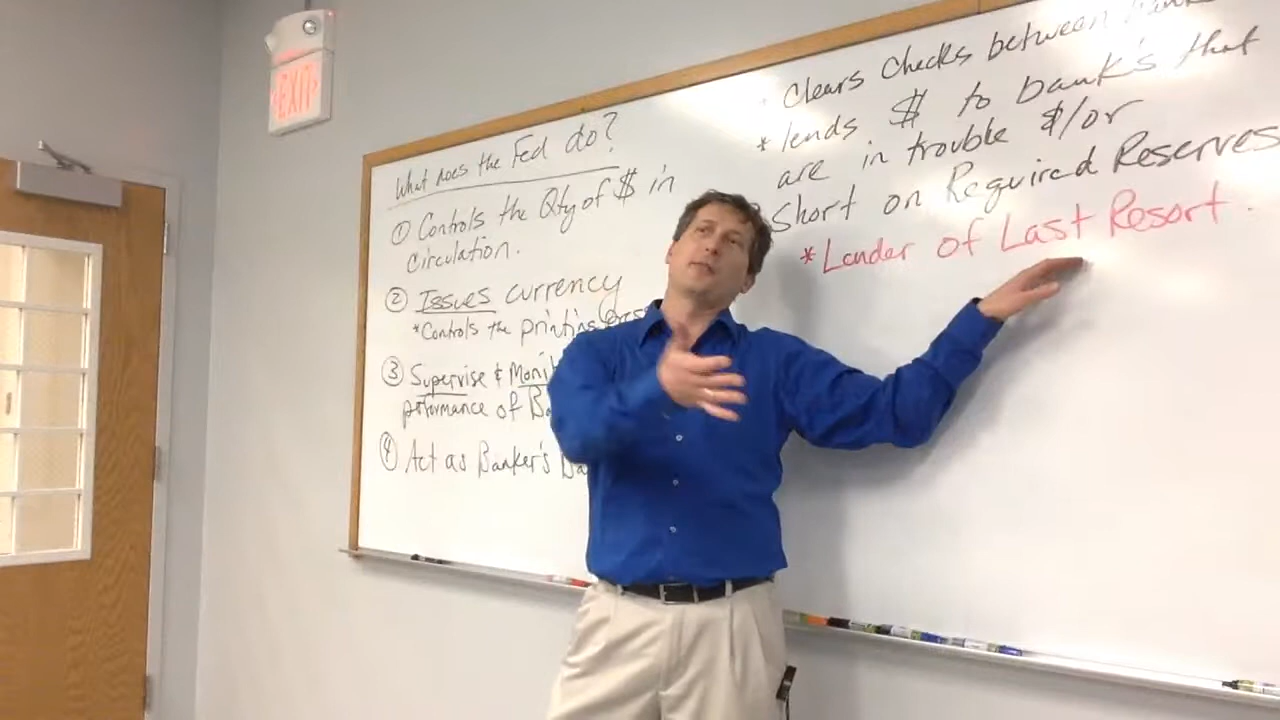 EXIT
What does the Fed do?
① Controls the Qty of $ in
circulation.
② Issues currency
*Controls the printing
③ Supervise &
performance of
④ Act as Banker's
· Clears checks between
* lends $ to bank's that
are in trouble $/or
Short on Required Reserves
* Lender of Last Resort.